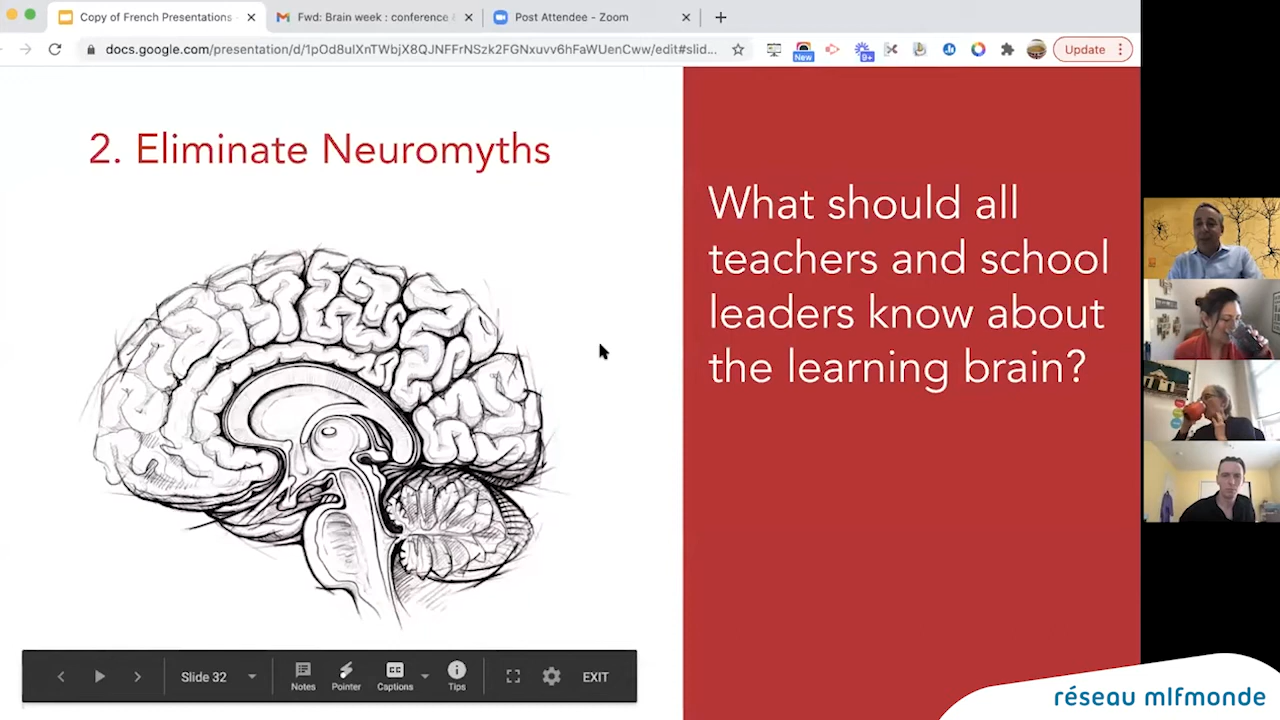 Copy of French Presentations
Fwd: Brain week : conference
Post Attendee - Zoom
docs.google.com/presentation/d/1pOd8uIXnTWbjX8QJNFFrNSzk2FGNxuvv6hFaWUenCww/edit#slid...
New
9+
Update
2. Eliminate Neuromyths
What should all
teachers and school
leaders know about
the learning brain?
Slide 32
Notes
Pointer
Captions
Tips
EXIT
réseau mlfmonde